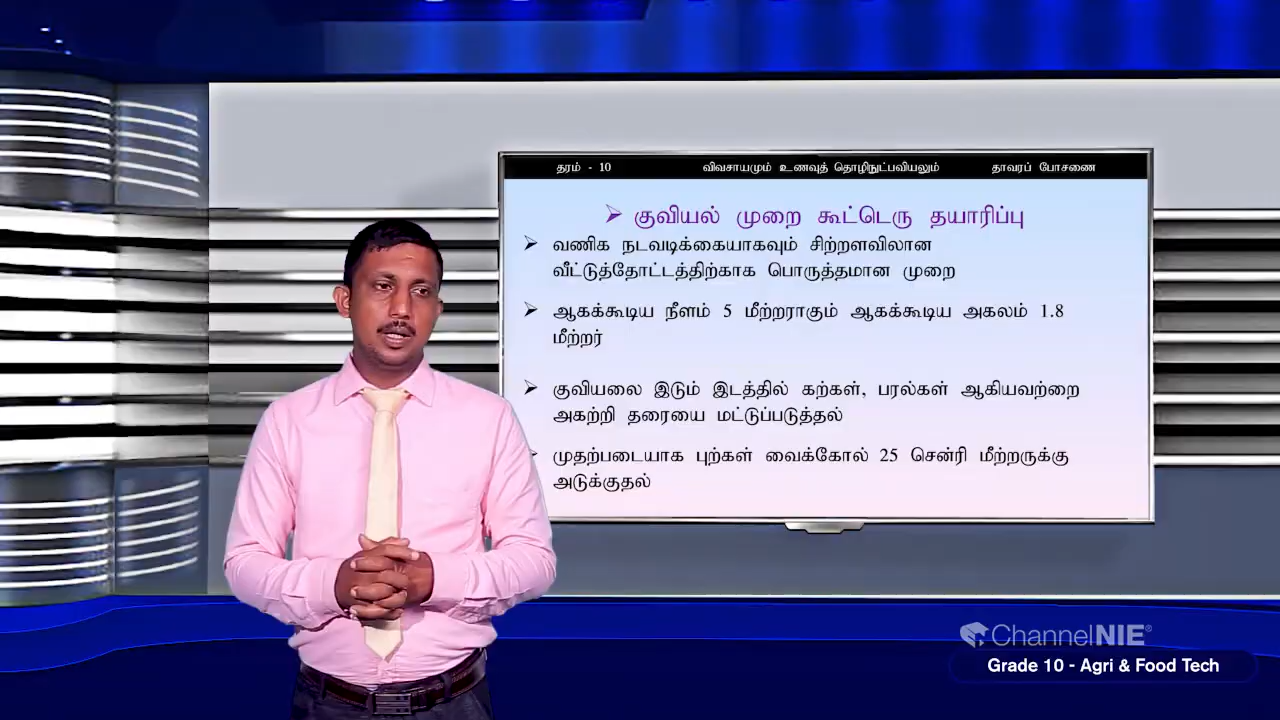 தரம் - 10 விவசாயமும் உணவுத் தொழிநுட்பவியலும் தாவரப் போசணை
➢ குவியல் முறை கூட்டெரு தயாரிப்பு
➢ வணிக நடவடிக்கையாகவும் சிற்றளவிலான
வீட்டுத்தோட்டத்திற்காக பொருத்தமான முறை
➢ ஆகக்கூடிய நீளம் 5 மீற்றராகும் ஆகக்கூடிய அகலம் 1.8
மீற்றர்
➢ குவியலை இடும் இடத்தில் கற்கள், பரல்கள் ஆகியவற்றை
அகற்றி தரையை மட்டுப்படுத்தல்
முதற்படையாக புற்கள் வைக்கோல் 25 சென்ரி மீற்றருக்கு
அடுக்குதல்
ChannelNIE®
Grade 10 - Agri & Food Tech